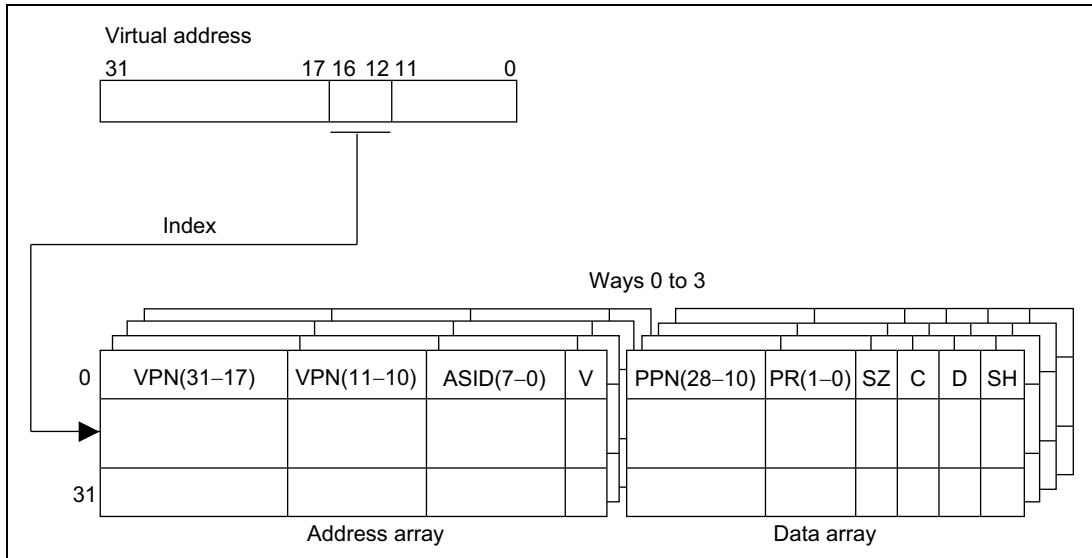 Virtual address
31 17 16 12 11 0
Index
Ways 0 to 3
0 VPN(31–17) VPN(11–10) ASID(7–0) V PPN(28–10) PR(1–0) SZ C D SH
31
Address array Data array